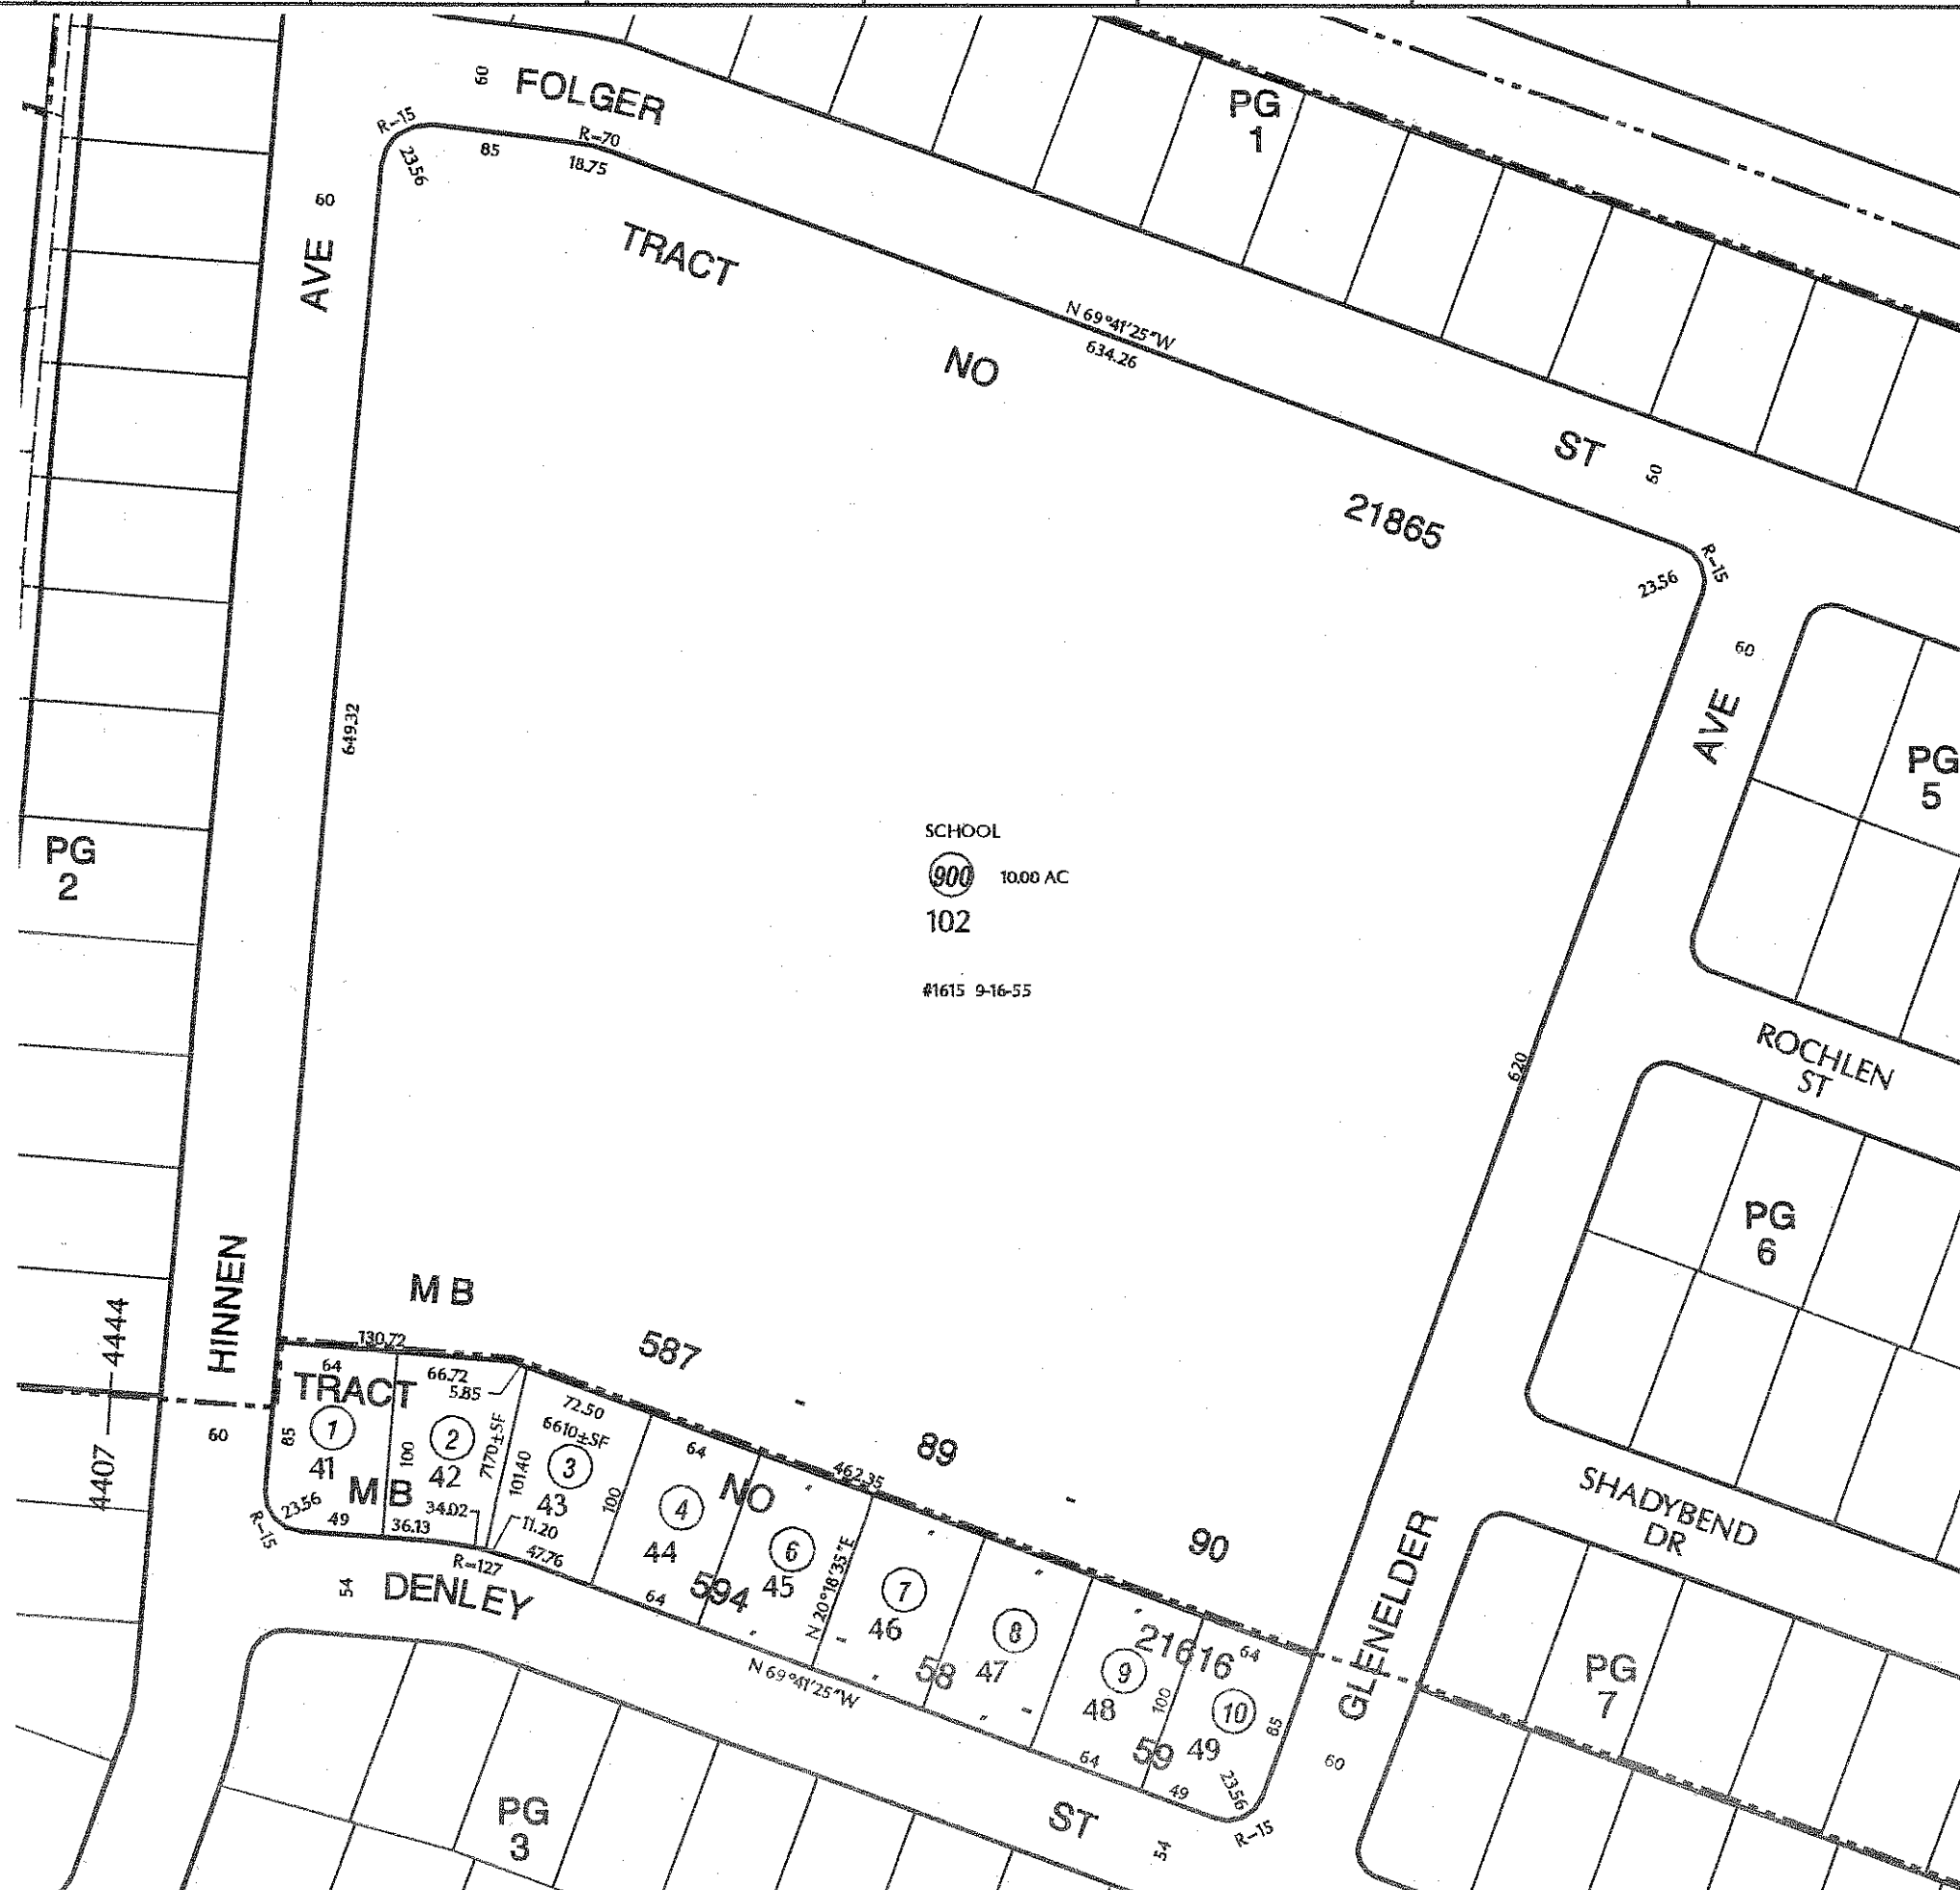 60
FOLGER
PG
1
1
R=15
23.56
85
R=70
18.75
60
AVE
TRACT
N 69°41'25"W
634.26
NO
ST
60
21865
R=15
23.56
60
AVE
PG
5
649.32
SCHOOL
900 10.00 AC
102
#1615 9-16-55
PG
2
620
ROCHLEN
ST
PG
6
HINNEN
M B
587
-
89
-
90
4444
4407
60
130.72
64
66.72
5.85
TRACT
1
41
85
100
2
42
7170±SF
101.40
72.50
6610±SF
3
43
100
M B
34.02
36.13
11.20
47.76
23.56
R=15
49
R=127
64
4
44
64
NO
462.35
6
45
594
N 20°18'35"E
7
46
-
58
8
47
-
21616
64
9
48
100
59
10
49
85
64
49
23.56
R=15
54
DENLEY
N 69°41'25"W
ST
54
GLENELDER
60
SHADYBEND
DR
PG
7
PG
3